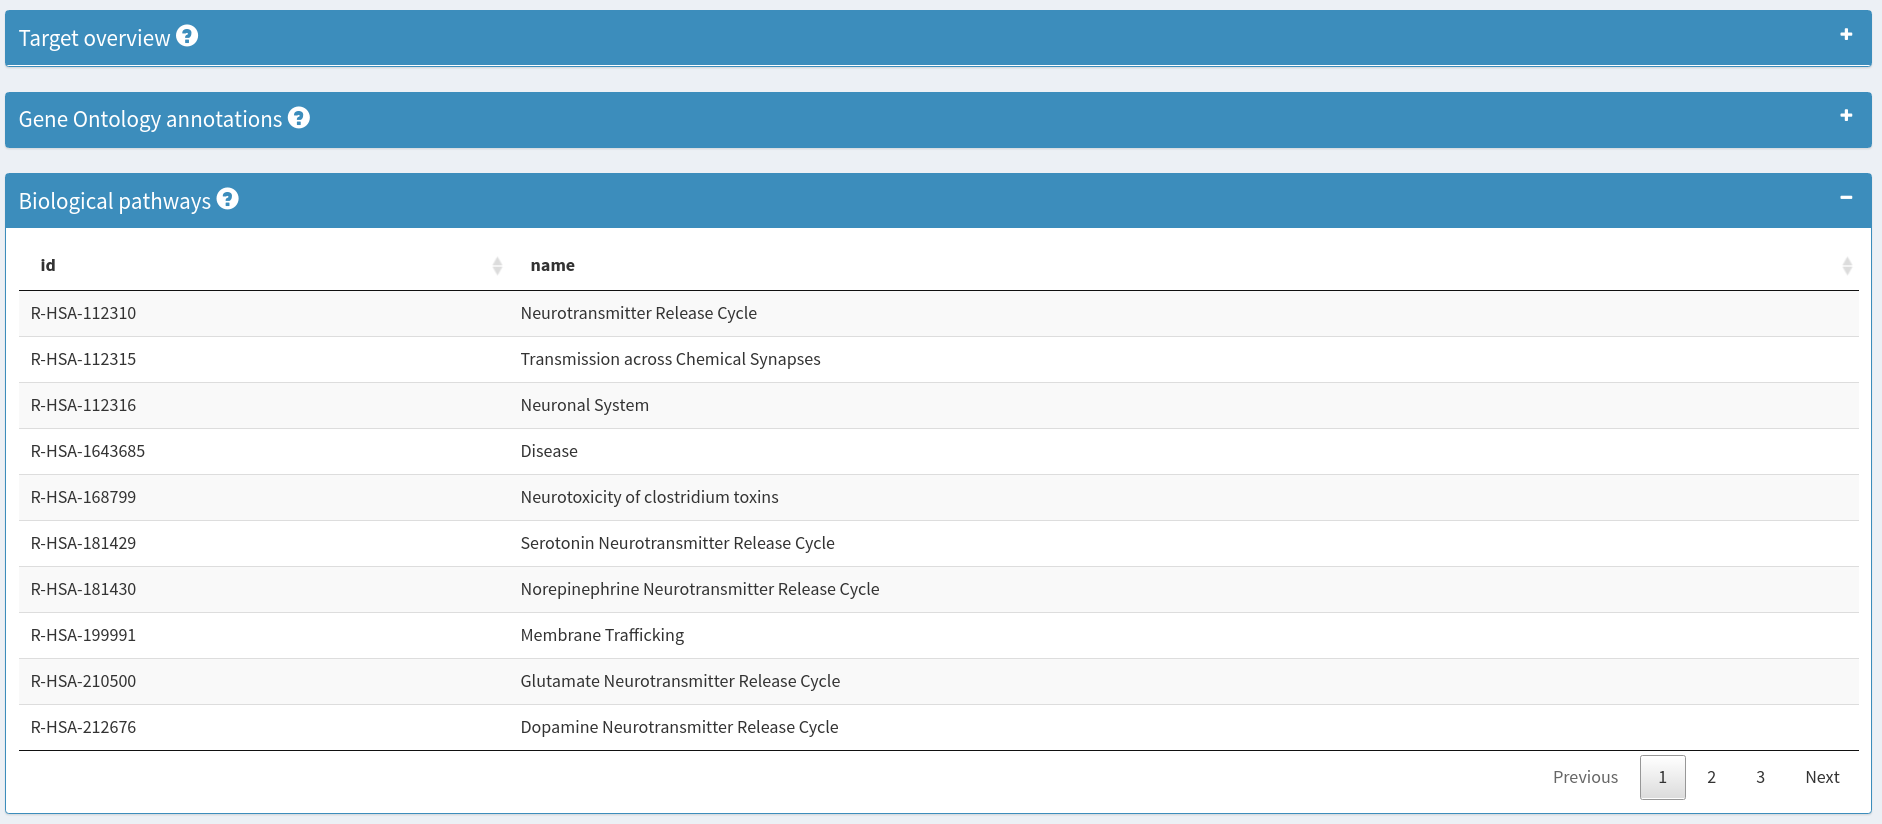 Target overview ?
+
Gene Ontology annotations ?
+
Biological pathways ?
−
id name
R-HSA-112310 Neurotransmitter Release Cycle
R-HSA-112315 Transmission across Chemical Synapses
R-HSA-112316 Neuronal System
R-HSA-1643685 Disease
R-HSA-168799 Neurotoxicity of clostridium toxins
R-HSA-181429 Serotonin Neurotransmitter Release Cycle
R-HSA-181430 Norepinephrine Neurotransmitter Release Cycle
R-HSA-199991 Membrane Trafficking
R-HSA-210500 Glutamate Neurotransmitter Release Cycle
R-HSA-212676 Dopamine Neurotransmitter Release Cycle
Previous 1 2 3 Next